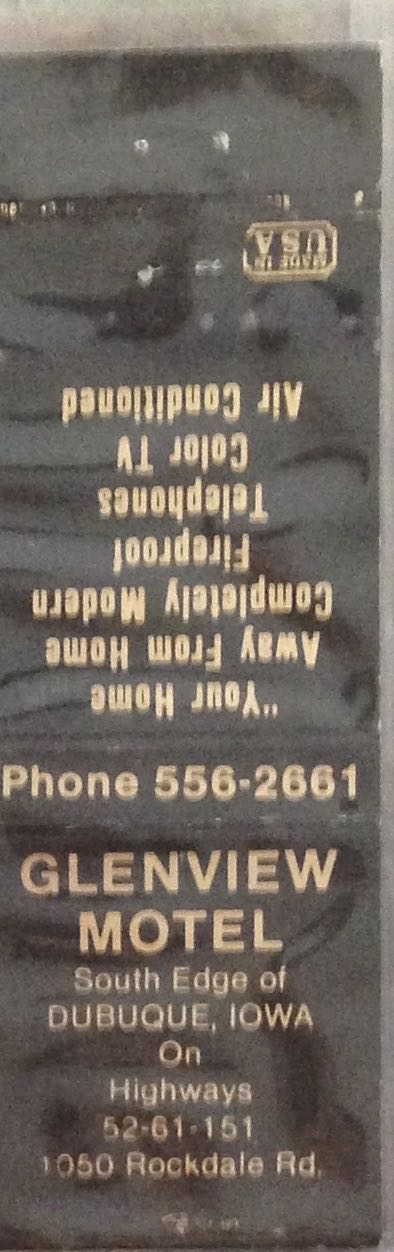 MADE IN
USA
"Your Home
Away From Home
Completely Modern
Fireproof
Telephones
Color TV
Air Conditioned
Phone 556-2661
GLENVIEW
MOTEL
South Edge of
DUBUQUE, IOWA
On
Highways
52-61-151
1050 Rockdale Rd.